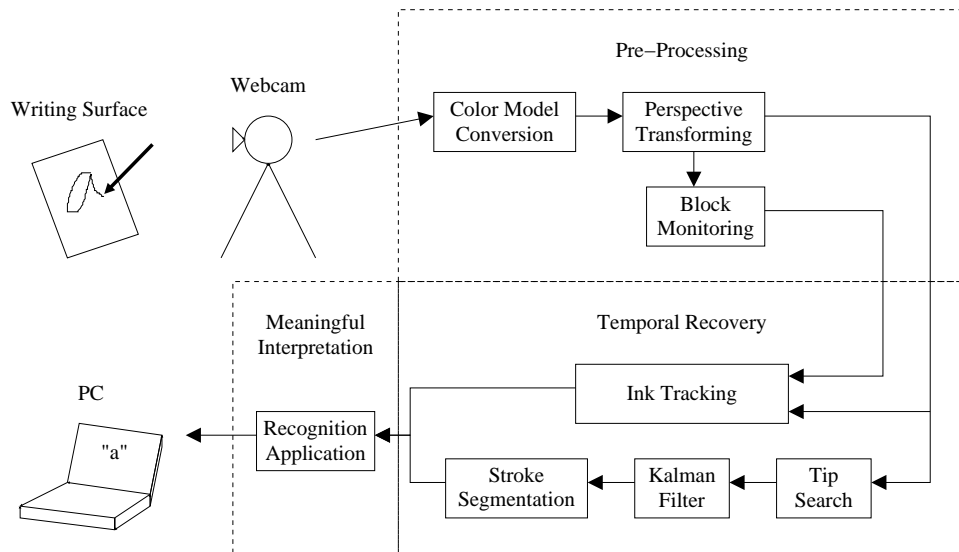 Pre−Processing
Webcam
Writing Surface
Color Model
Conversion
Perspective
Transforming
Block
Monitoring
Meaningful
Interpretation
Temporal Recovery
PC
Ink Tracking
"a"
Recognition
Application
Stroke
Segmentation
Kalman
Filter
Tip
Search